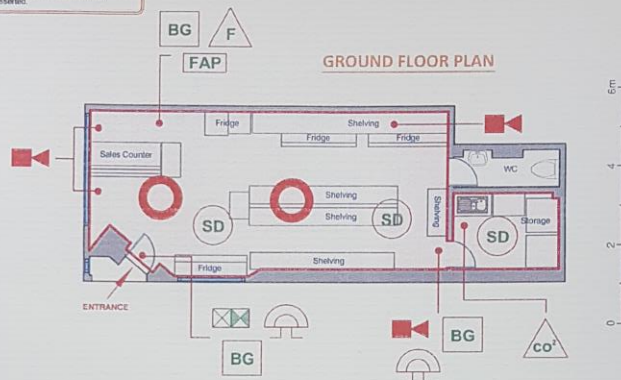 BG
F
FAP
GROUND FLOOR PLAN
6m
Fridge
Shelving
Fridge
Fridge
Sales Counter
WC
4
Shelving
Shelving
Shelving
Storage
SD
SD
SD
2
Fridge
Shelving
ENTRANCE
BG
BG
co²
0